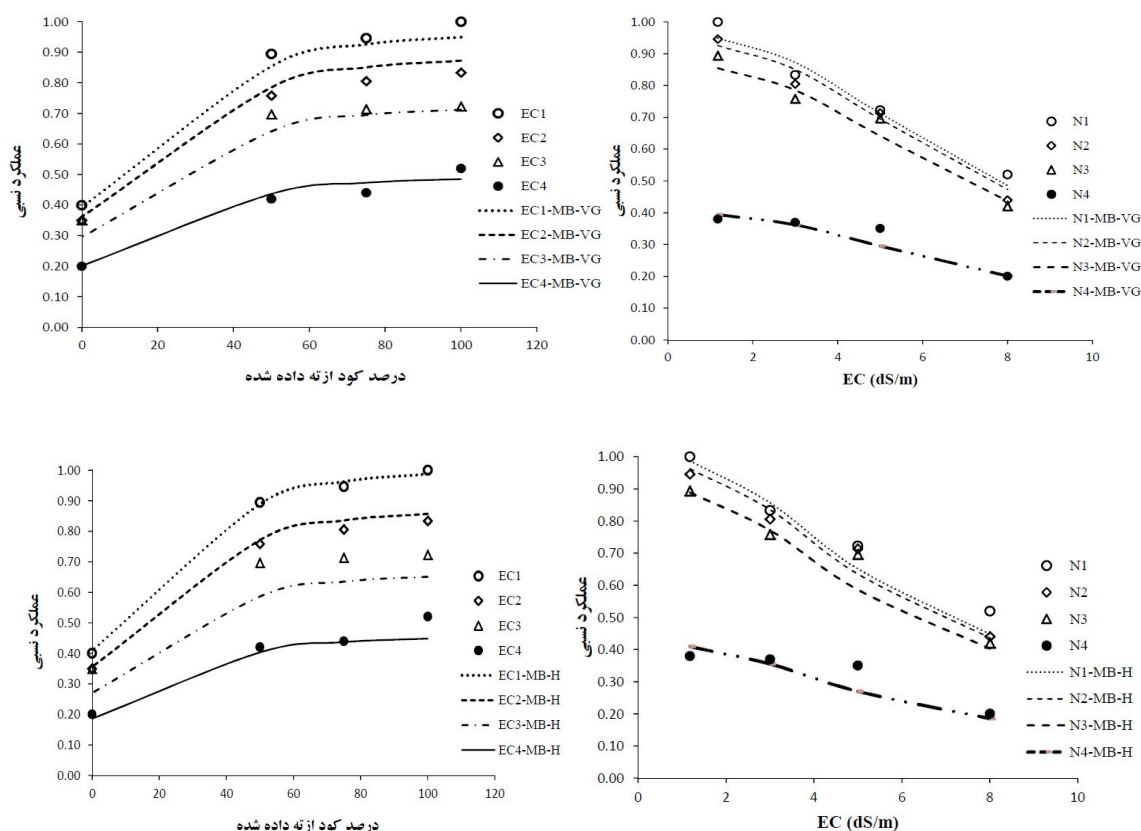 1.00
0.90
0.80
0.70
0.60
0.50
0.40
0.30
0.20
0.10
0.00
عملکرد نسبی
0 20 40 60 80 100 120
درصد کود ازته داده شده
EC1
EC2
EC3
EC4
EC1-MB-VG
EC2-MB-VG
EC3-MB-VG
EC4-MB-VG
1.00
0.90
0.80
0.70
0.60
0.50
0.40
0.30
0.20
0.10
0.00
عملکرد نسبی
0 2 4 6 8 10
EC (dS/m)
N1
N2
N3
N4
N1-MB-VG
N2-MB-VG
N3-MB-VG
N4-MB-VG
1.00
0.90
0.80
0.70
0.60
0.50
0.40
0.30
0.20
0.10
0.00
عملکرد نسبی
0 20 40 60 80 100 120
درصد کود ازته داده شده
EC1
EC2
EC3
EC4
EC1-MB-H
EC2-MB-H
EC3-MB-H
EC4-MB-H
1.00
0.90
0.80
0.70
0.60
0.50
0.40
0.30
0.20
0.10
0.00
عملکرد نسبی
0 2 4 6 8 10
EC (dS/m)
N1
N2
N3
N4
N1-MB-H
N2-MB-H
N3-MB-H
N4-MB-H